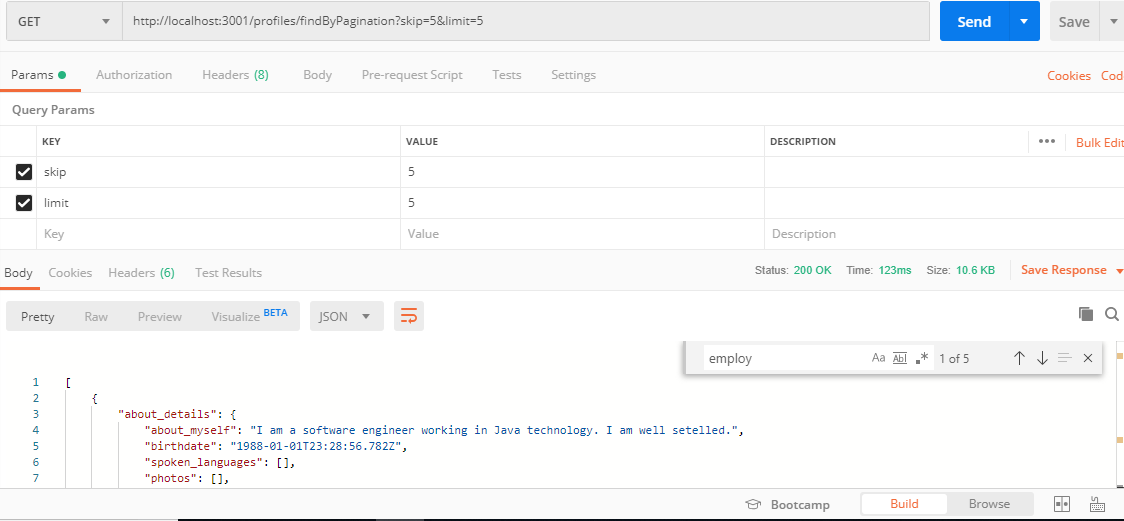 GET http://localhost:3001/profiles/findByPagination?skip=5&limit=5 Send Save
Params Authorization Headers (8) Body Pre-request Script Tests Settings Cookies Cod
Query Params
KEY VALUE DESCRIPTION ••• Bulk Edit
skip 5
limit 5
Key Value Description
Body Cookies Headers (6) Test Results Status: 200 OK Time: 123ms Size: 10.6 KB Save Response
Pretty Raw Preview Visualize BETA JSON
employ Aa Abl .* 1 of 5
1 [
2 {
3 "about_details": {
4 "about_myself": "I am a software engineer working in Java technology. I am well setelled.",
5 "birthdate": "1988-01-01T23:28:56.782Z",
6 "spoken_languages": [],
7 "photos": [],
Bootcamp Build Browse